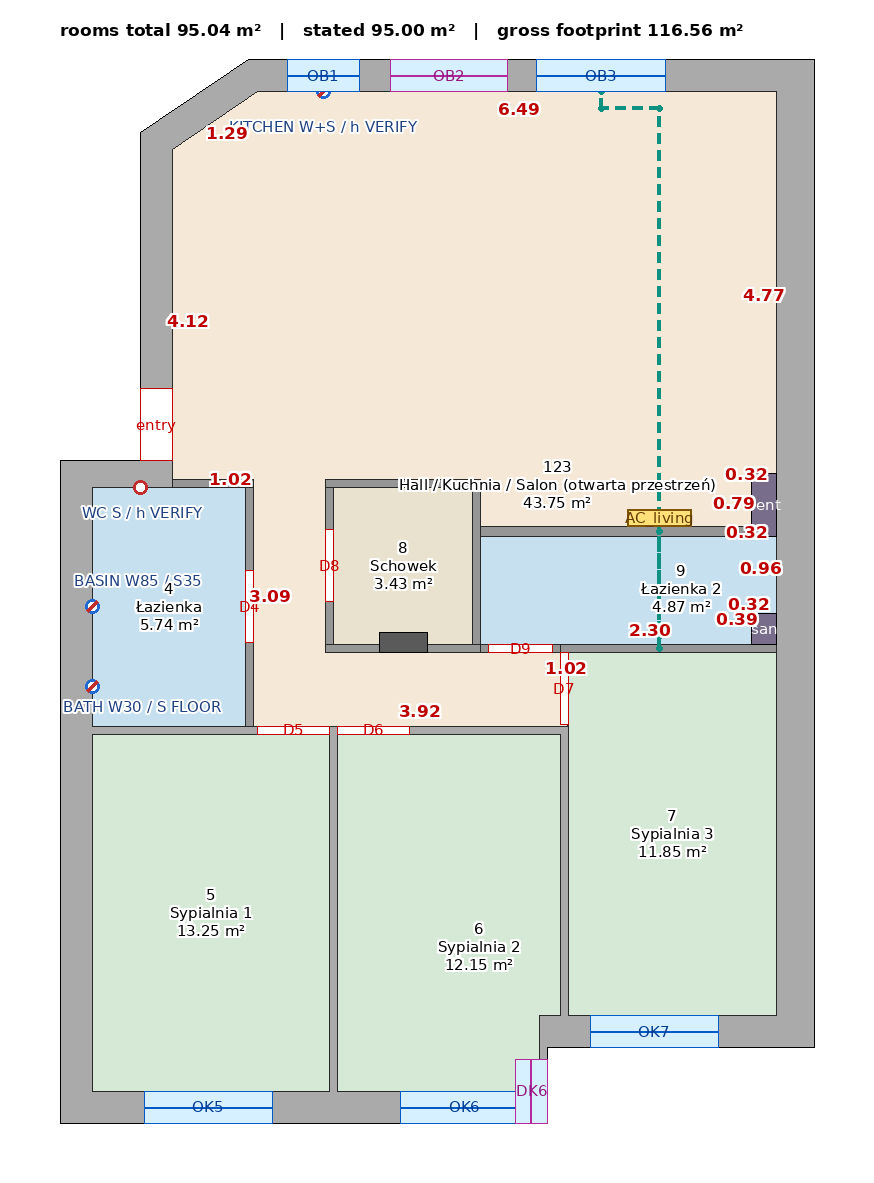 rooms total 95.04 m² | stated 95.00 m² | gross footprint 116.56 m²
OB1
OB2
OB3
6.49
KITCHEN W+S / h VERIFY
1.29
4.77
4.12
entry
123
Hall / Kuchnia / Salon (otwarta przestrzeń)
43.75 m²
0.32
1.02
0.79
WC S / h VERIFY
AC living
0.32
8
Schowek
3.43 m²
D8
9
Łazienka 2
4.87 m²
0.96
BASIN W85 / S35
4
Łazienka
5.74 m²
3.09
D4
0.32
0.39
san
2.30
D9
1.02
D7
BATH W30 / S FLOOR
3.92
D5
D6
7
Sypialnia 3
11.85 m²
5
Sypialnia 1
13.25 m²
6
Sypialnia 2
12.15 m²
OK7
DK6
OK5
OK6